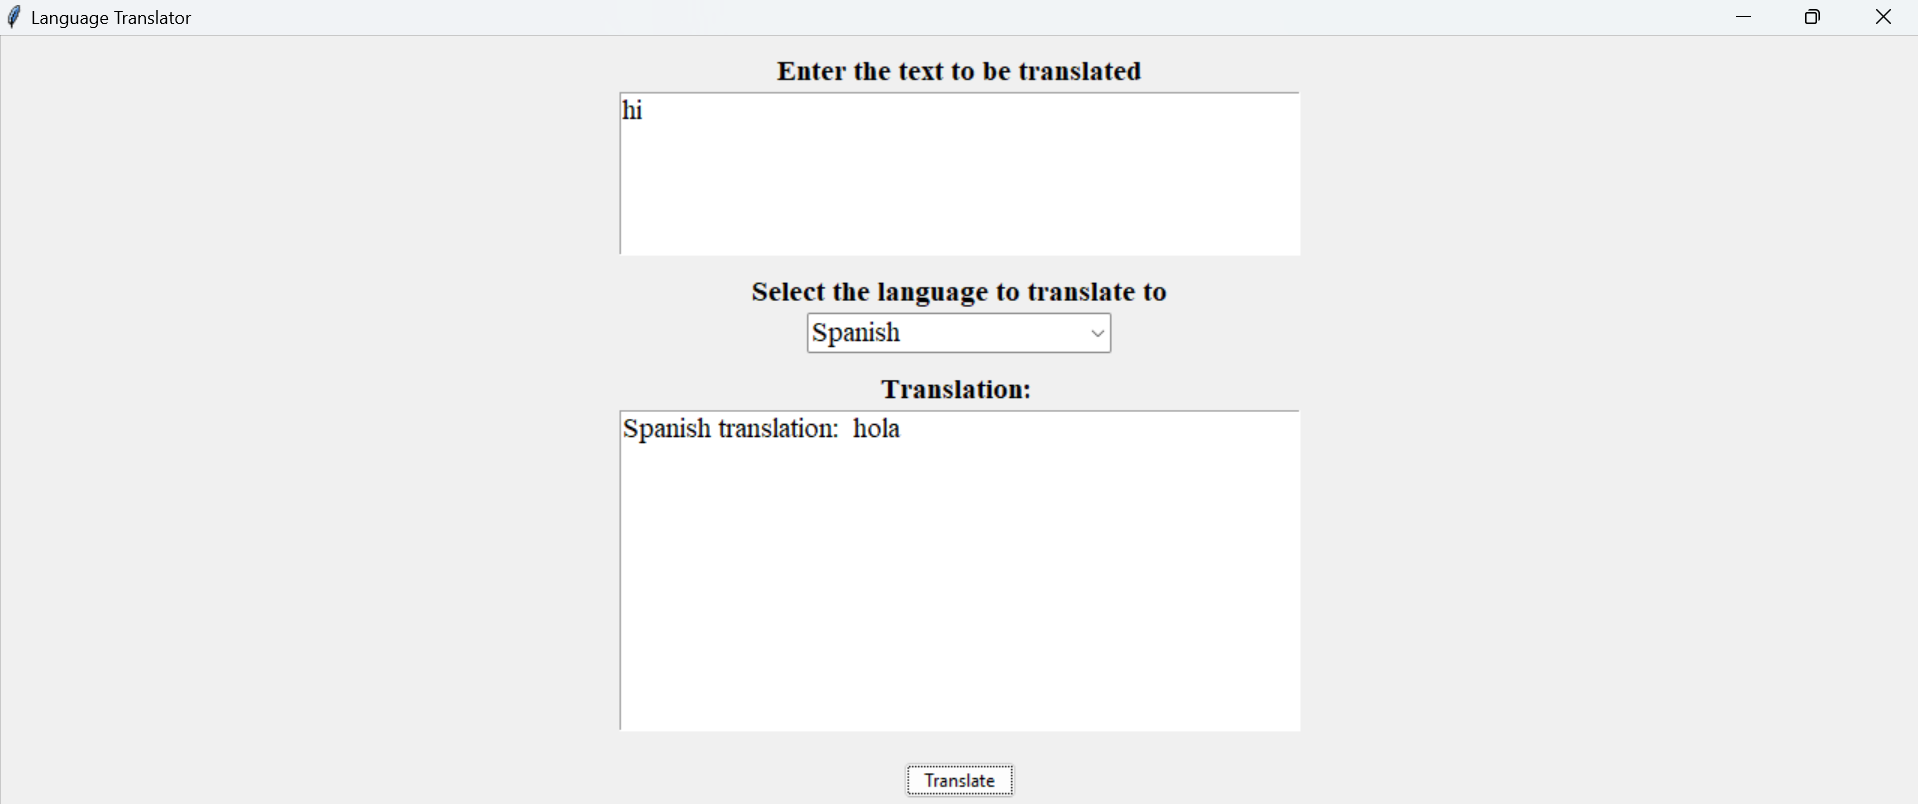 Language Translator
Enter the text to be translated
hi
Select the language to translate to
Spanish
Translation:
Spanish translation:  hola
Translate